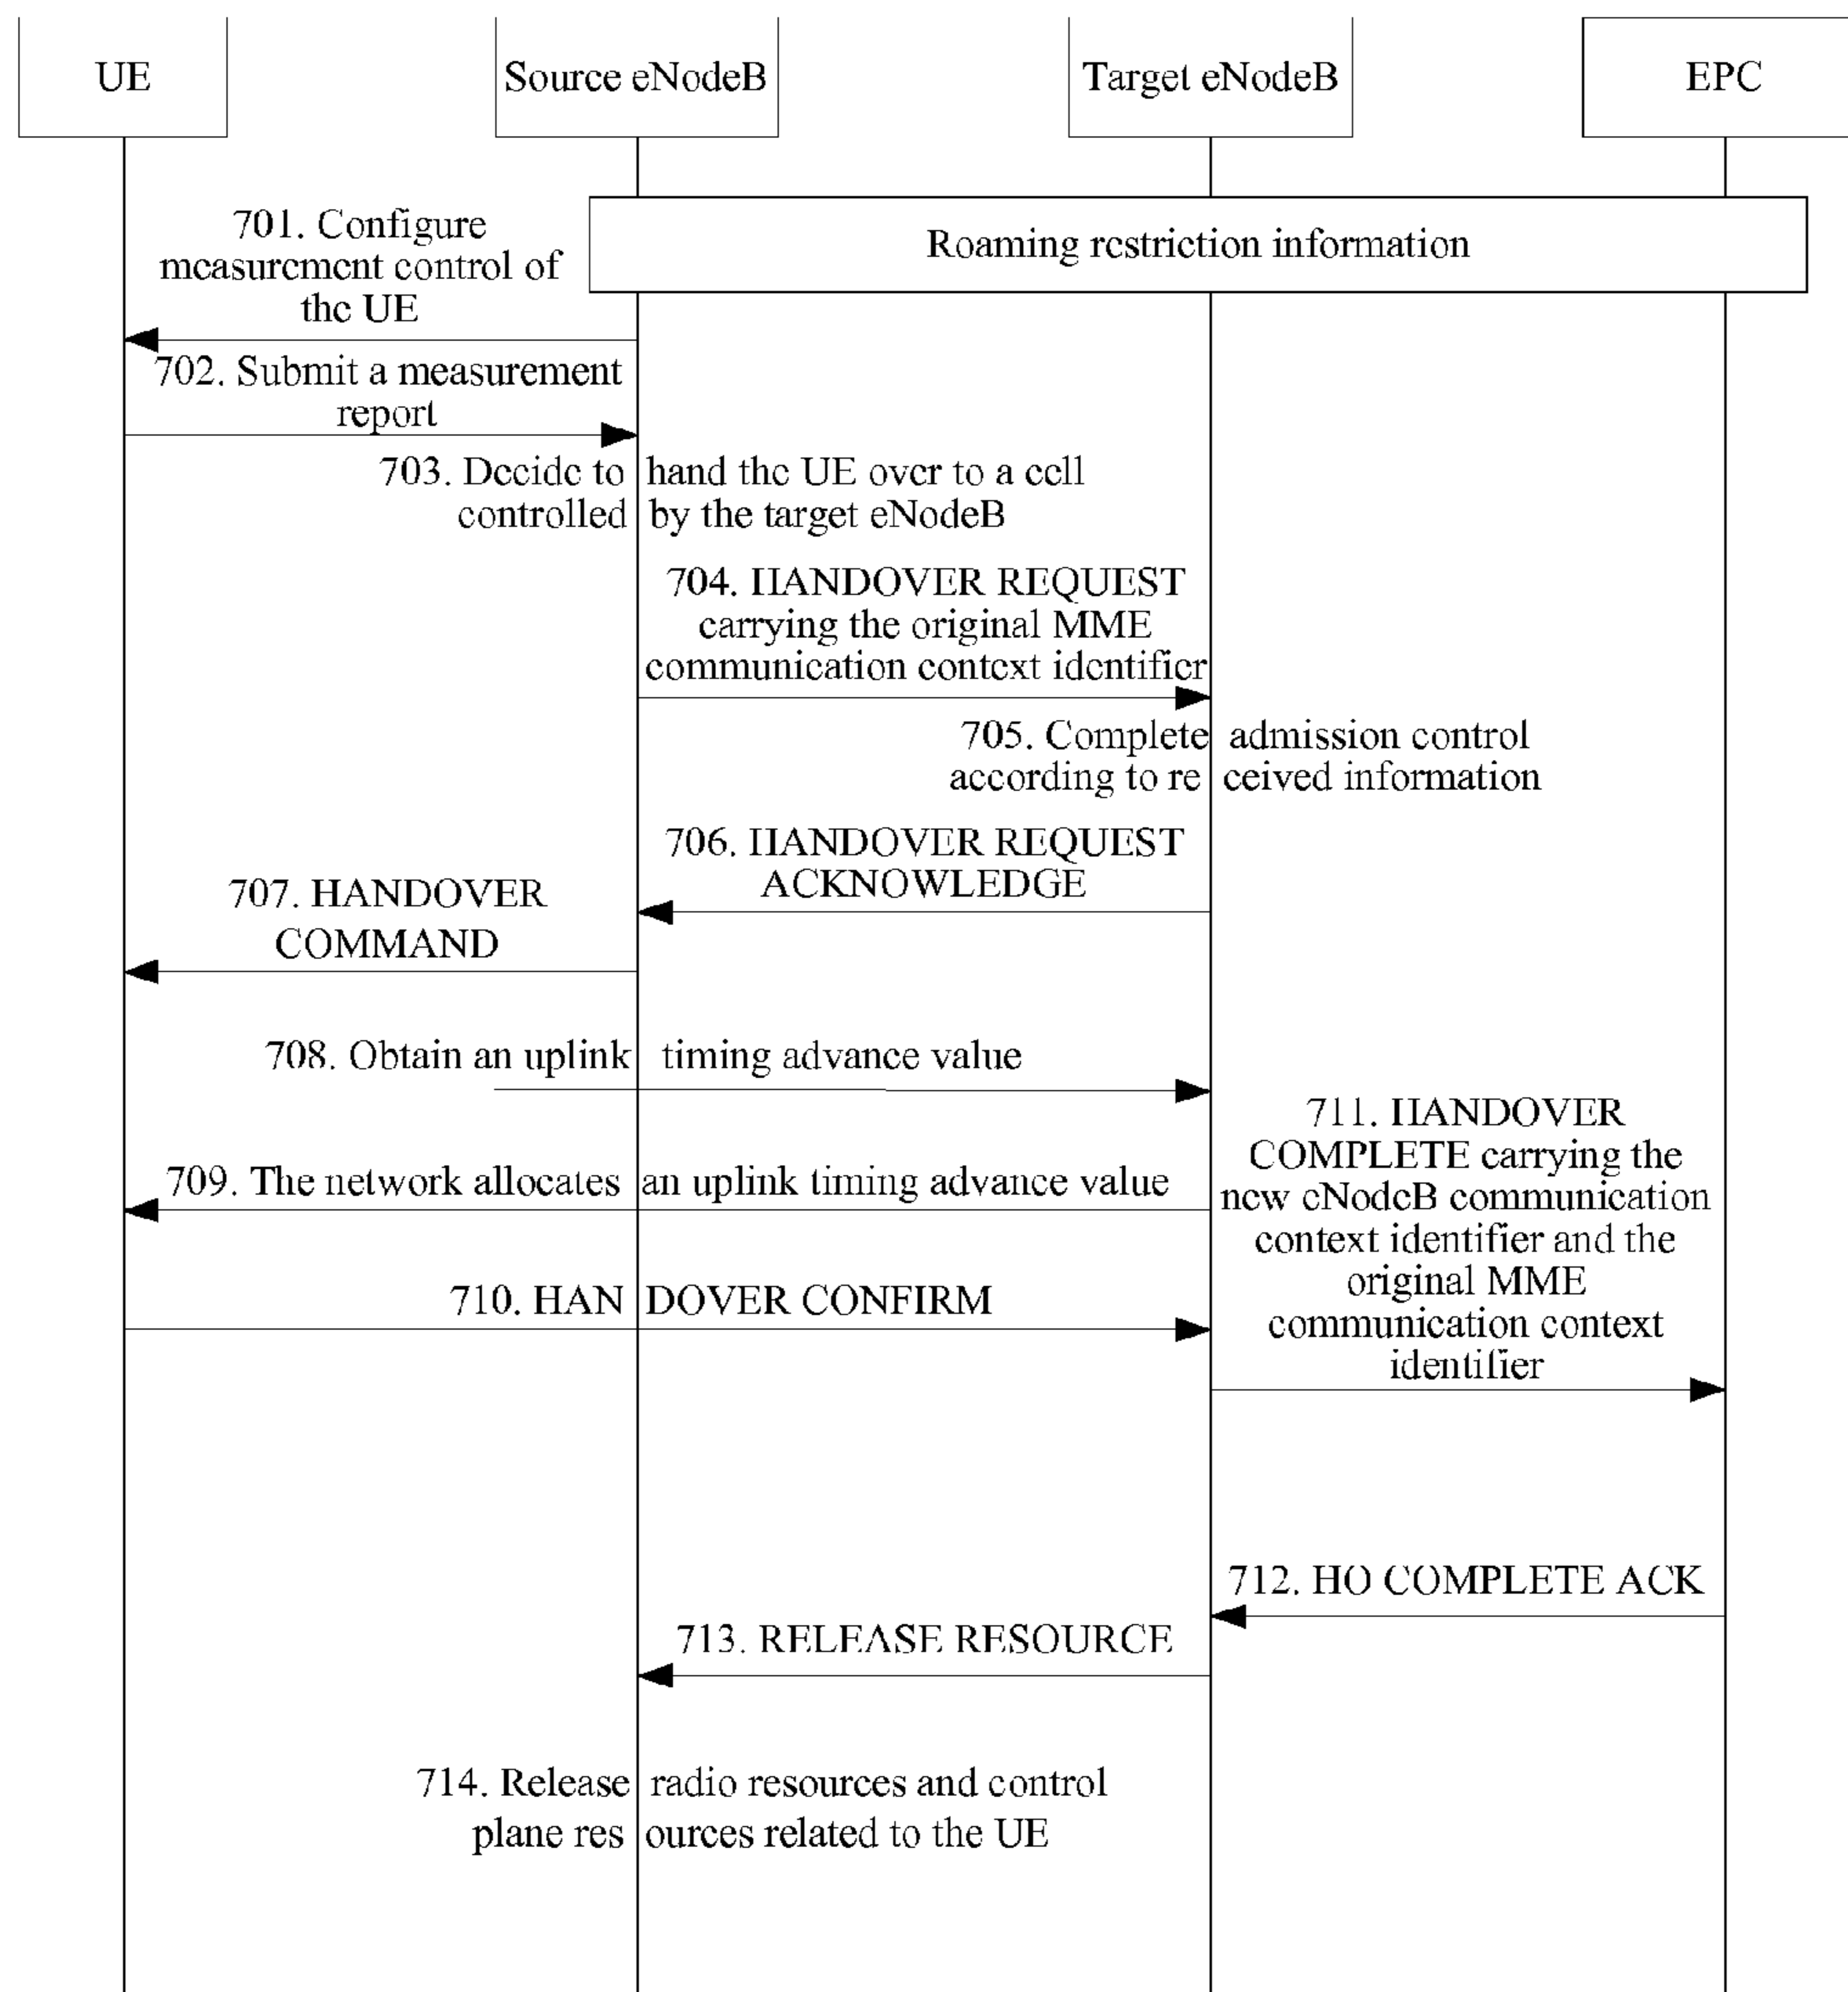 UE
Source eNodeB
Target eNodeB
EPC
Roaming restriction information
701. Configure
measurement control of
the UE
702. Submit a measurement
report
703. Decide to hand the UE over to a cell
controlled by the target eNodeB
704. HANDOVER REQUEST
carrying the original MME
communication context identifier
705. Complete admission control
according to received information
706. HANDOVER REQUEST
ACKNOWLEDGE
707. HANDOVER
COMMAND
708. Obtain an uplink timing advance value
709. The network allocates an uplink timing advance value
710. HANDOVER CONFIRM
711. HANDOVER
COMPLETE carrying the
new eNodeB communication
context identifier and the
original MME
communication context
identifier
712. HO COMPLETE ACK
713. RELEASE RESOURCE
714. Release radio resources and control
plane resources related to the UE